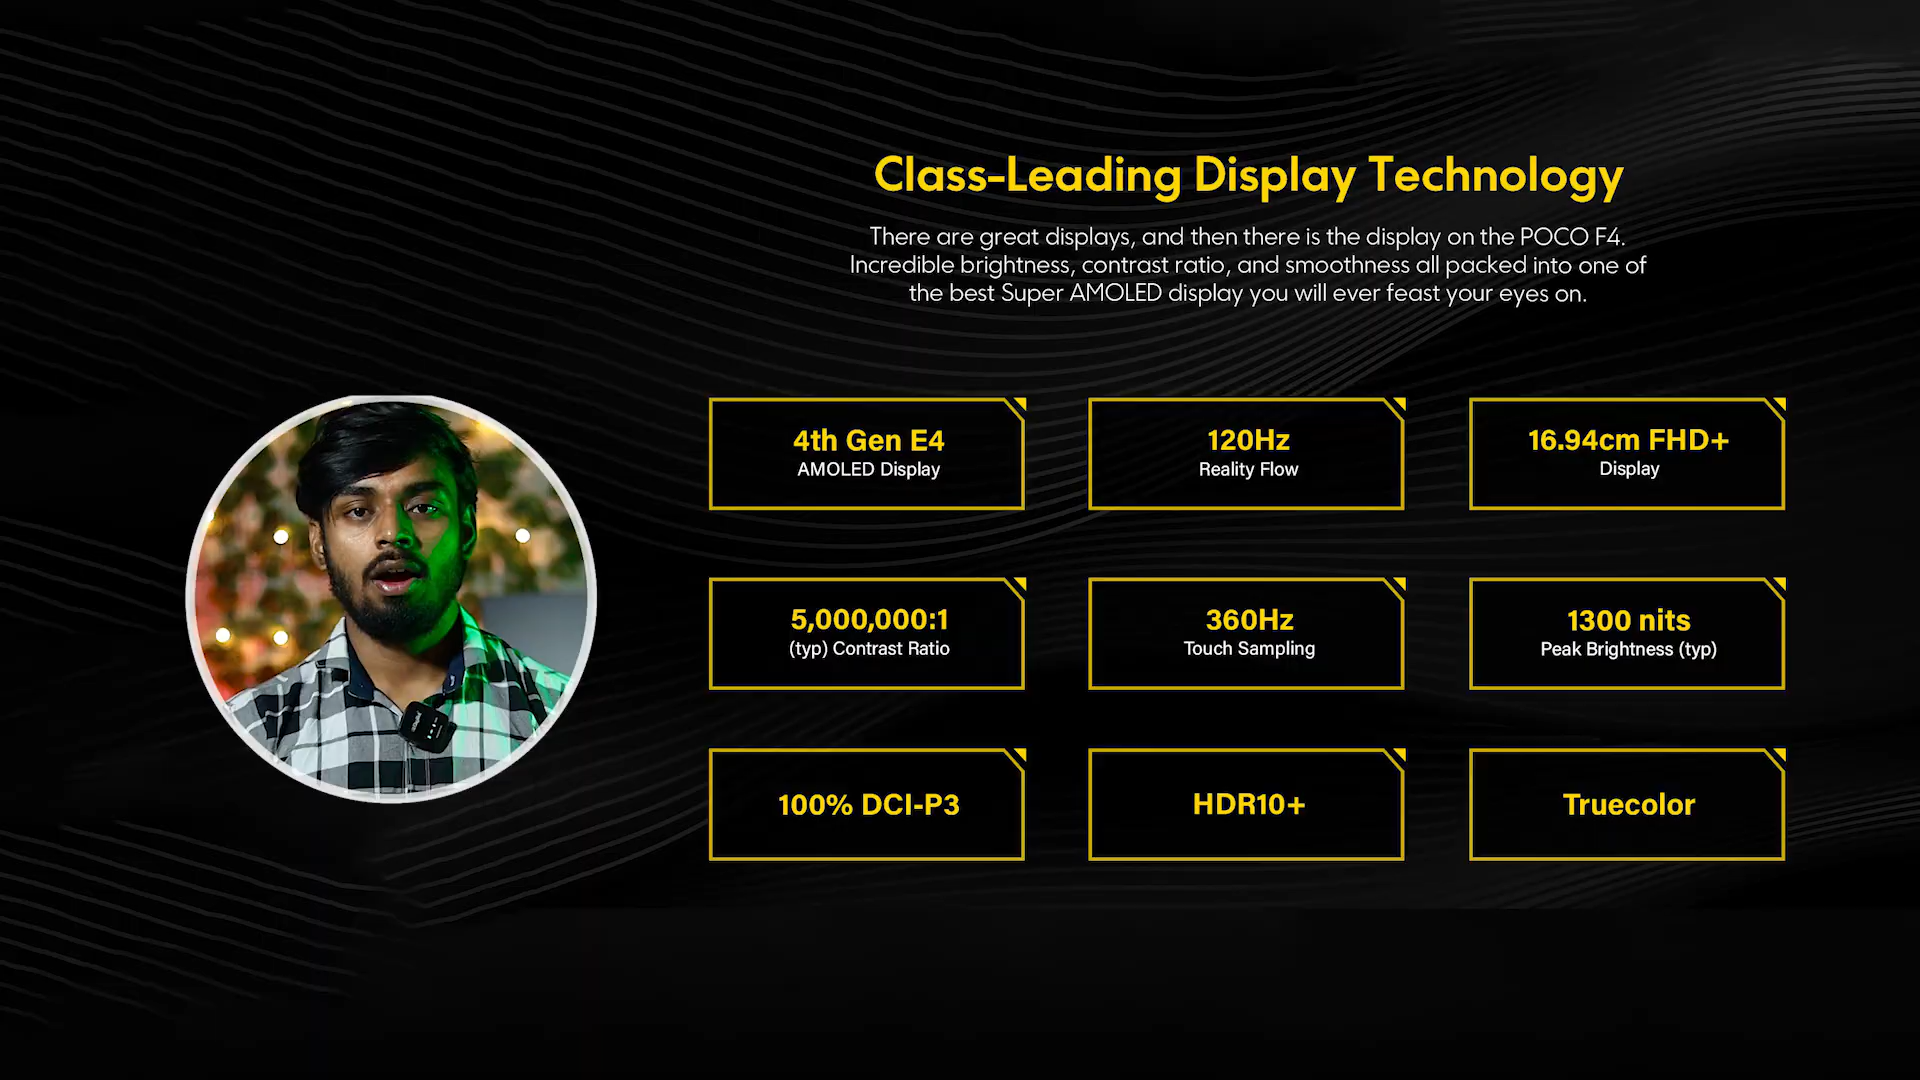 Class-Leading Display Technology
There are great displays, and then there is the display on the POCO F4.
Incredible brightness, contrast ratio, and smoothness all packed into one of
the best Super AMOLED display you will ever feast your eyes on.
4th Gen E4
AMOLED Display
120Hz
Reality Flow
16.94cm FHD+
Display
5,000,000:1
(typ) Contrast Ratio
360Hz
Touch Sampling
1300 nits
Peak Brightness (typ)
100% DCI-P3
HDR10+
Truecolor